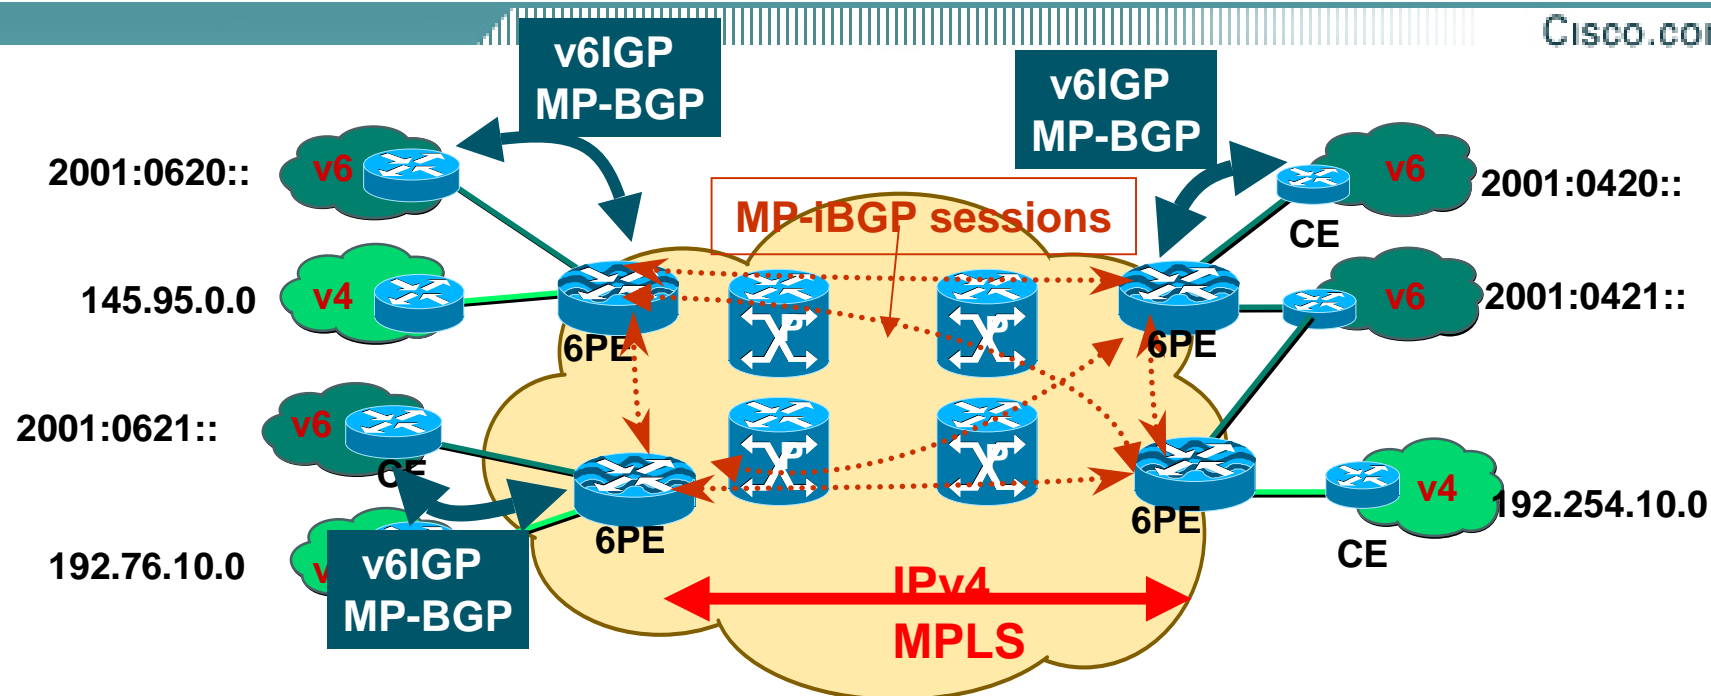 Cisco.com
v6IGP
MP-BGP
v6IGP
MP-BGP
2001:0620::
v6
v6
2001:0420::
MP-iBGP sessions
CE
145.95.0.0
v4
v6
2001:0421::
P
P
6PE
6PE
2001:0621::
v6
CE
P
P
v4
192.254.10.0
6PE
6PE
CE
192.76.10.0
v6IGP
MP-BGP
IPv4
MPLS